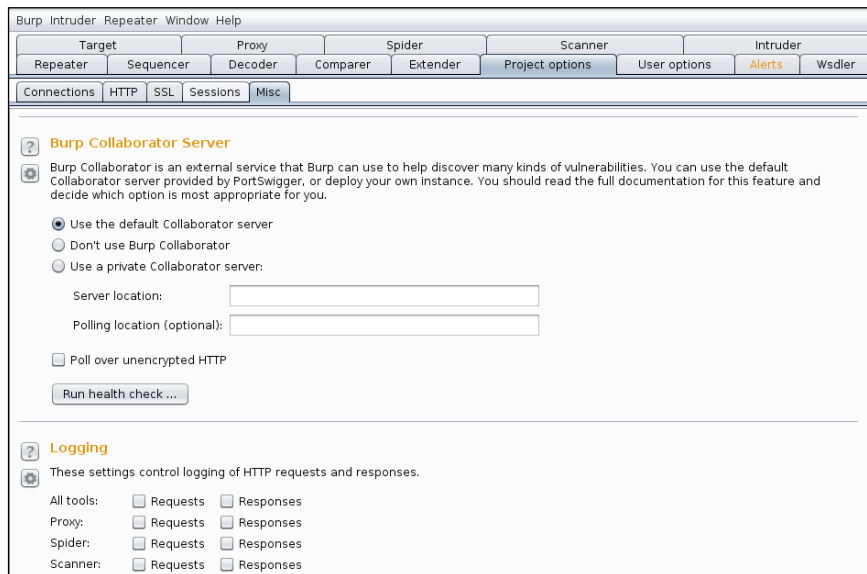 Burp Intruder Repeater Window Help
Target Proxy Spider Scanner Intruder
Repeater Sequencer Decoder Comparer Extender Project options User options Alerts Wsdler
Connections HTTP SSL Sessions Misc
? Burp Collaborator Server
Burp Collaborator is an external service that Burp can use to help discover many kinds of vulnerabilities. You can use the default
Collaborator server provided by PortSwigger, or deploy your own instance. You should read the full documentation for this feature and
decide which option is most appropriate for you.
Use the default Collaborator server
Don't use Burp Collaborator
Use a private Collaborator server:
Server location:
Polling location (optional):
Poll over unencrypted HTTP
Run health check ...
? Logging
These settings control logging of HTTP requests and responses.
All tools: Requests Responses
Proxy: Requests Responses
Spider: Requests Responses
Scanner: Requests Responses